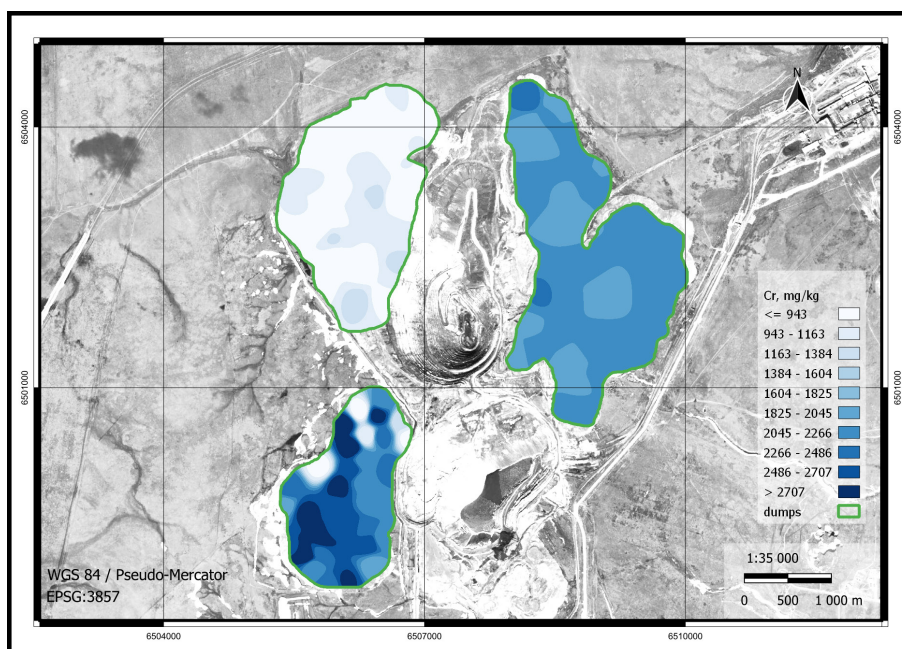 N
6504000
6504000
Cr, mg/kg
<= 943
943 - 1163
1163 - 1384
1384 - 1604
1604 - 1825
1825 - 2045
2045 - 2266
2266 - 2486
2486 - 2707
> 2707
dumps
6501000
6501000
1:35 000
0 500 1 000 m
WGS 84 / Pseudo-Mercator
EPSG:3857
6504000 6507000 6510000